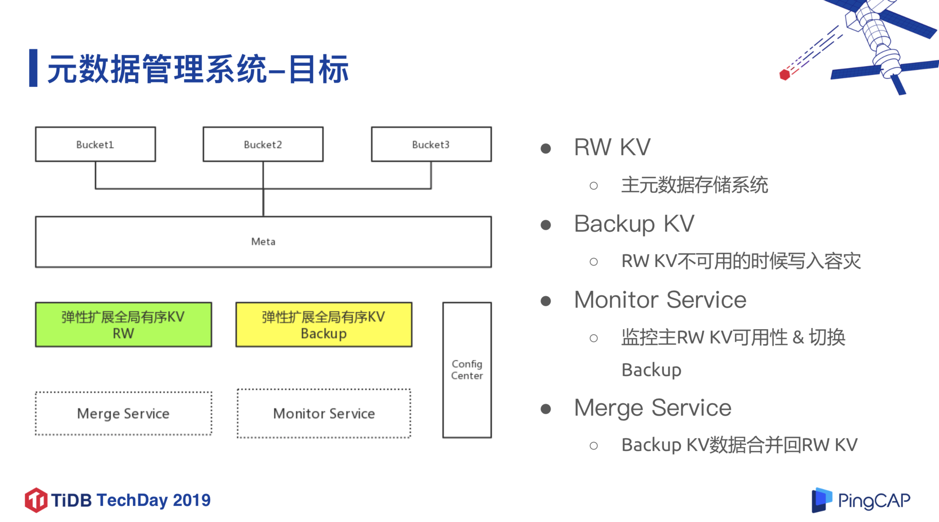 元数据管理系统–目标
Bucket1
Bucket2
Bucket3
Meta
弹性扩展全局有序KV
RW
弹性扩展全局有序KV
Backup
Config
Center
Merge Service
Monitor Service
● RW KV
○ 主元数据存储系统
● Backup KV
○ RW KV不可用的时候写入容灾
● Monitor Service
○ 监控主RW KV可用性 & 切换
Backup
● Merge Service
○ Backup KV数据合并回RW KV
TiDB TechDay 2019
PingCAP